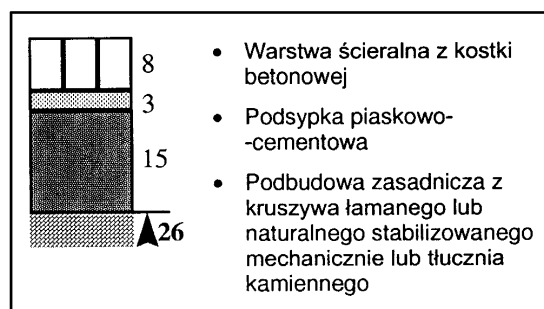 8
3
15
26
• Warstwa ścieralna z kostki
betonowej
• Podsypka piaskowo-
-cementowa
• Podbudowa zasadnicza z
kruszywa łamanego lub
naturalnego stabilizowanego
mechanicznie lub tłucznia
kamiennego